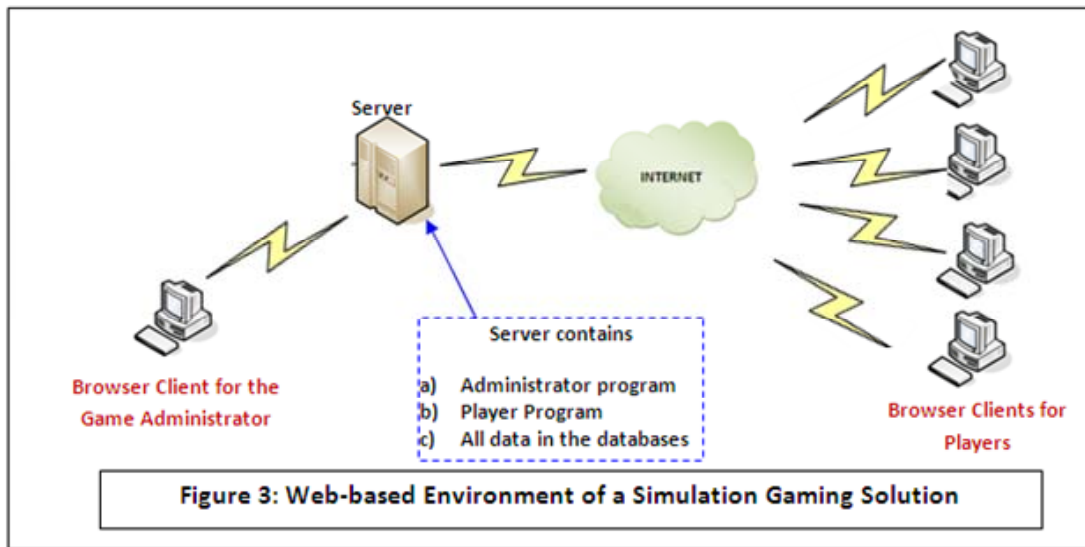 Server
INTERNET
Server contains
a) Administrator program
b) Player Program
c) All data in the databases
Browser Client for the
Game Administrator
Browser Clients for
Players
Figure 3: Web-based Environment of a Simulation Gaming Solution